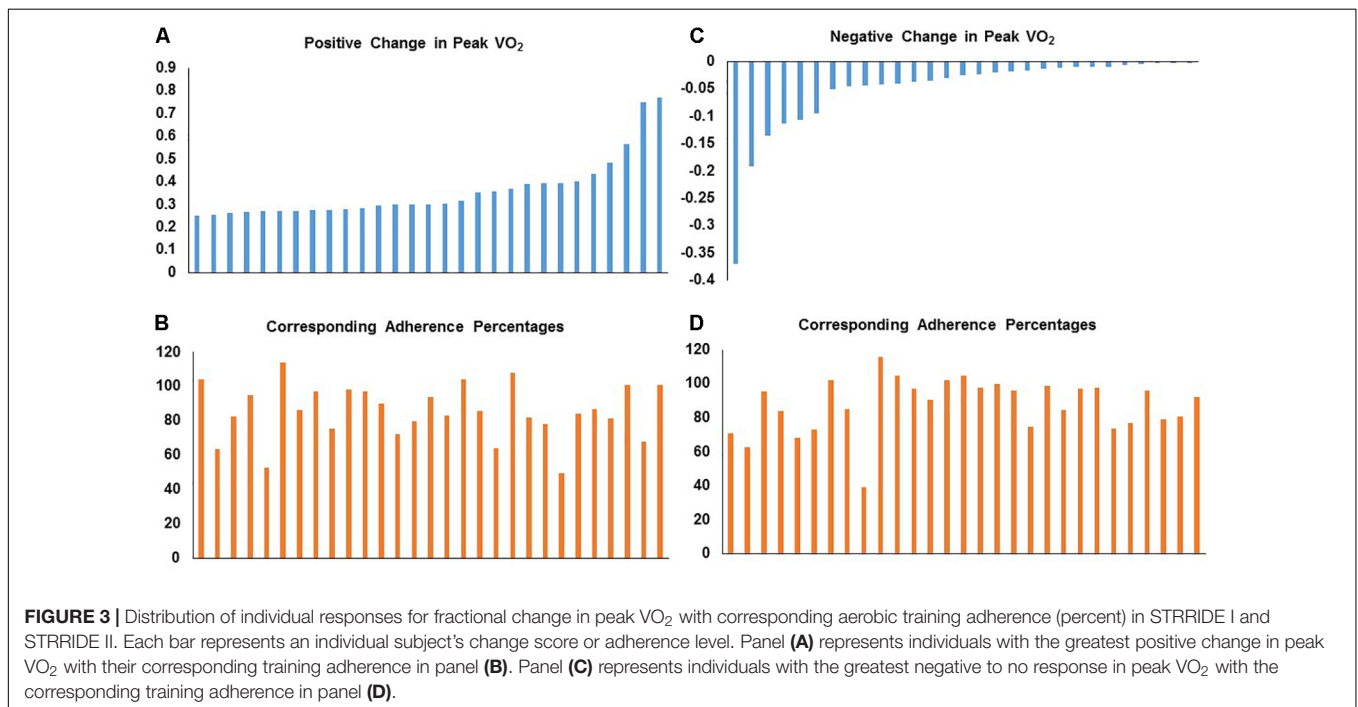 A
Positive Change in Peak VO₂
0.9
0.8
0.7
0.6
0.5
0.4
0.3
0.2
0.1
0
C
Negative Change in Peak VO₂
0
-0.05
-0.1
-0.15
-0.2
-0.25
-0.3
-0.35
-0.4
B
Corresponding Adherence Percentages
120
100
80
60
40
20
0
D
Corresponding Adherence Percentages
120
100
80
60
40
20
0
FIGURE 3 | Distribution of individual responses for fractional change in peak VO₂ with corresponding aerobic training adherence (percent) in STRRIDE I and
STRRIDE II. Each bar represents an individual subject's change score or adherence level. Panel (A) represents individuals with the greatest positive change in peak
VO₂ with their corresponding training adherence in panel (B). Panel (C) represents individuals with the greatest negative to no response in peak VO₂ with the
corresponding training adherence in panel (D).